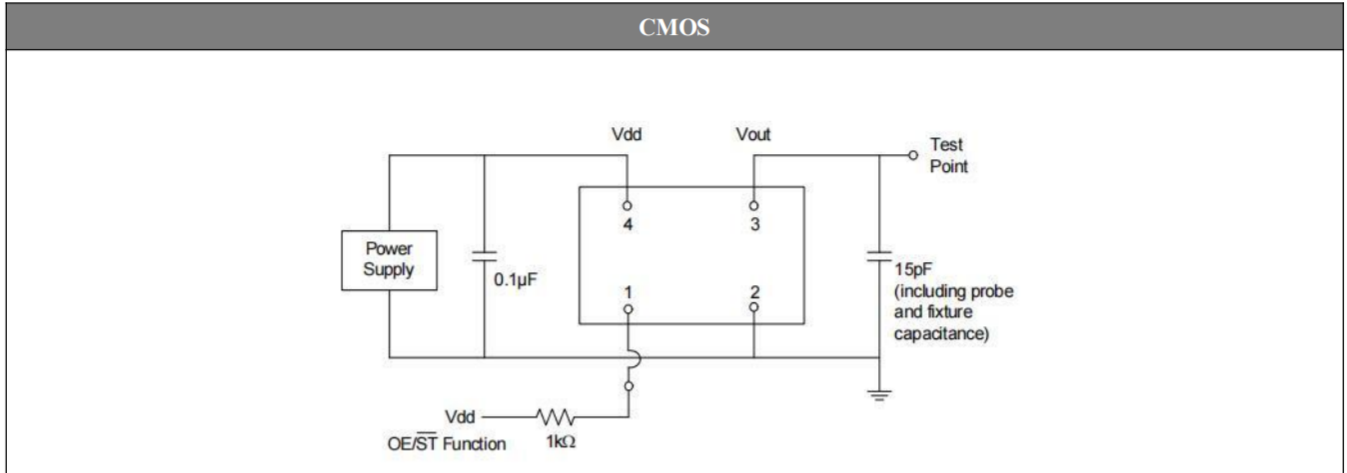 CMOS
Vdd
Vout
Test
Point
4
3
Power
Supply
0.1µF
1
2
15pF
(including probe
and fixture
capacitance)
Vdd
OE/S̅T̅ Function
1kΩ